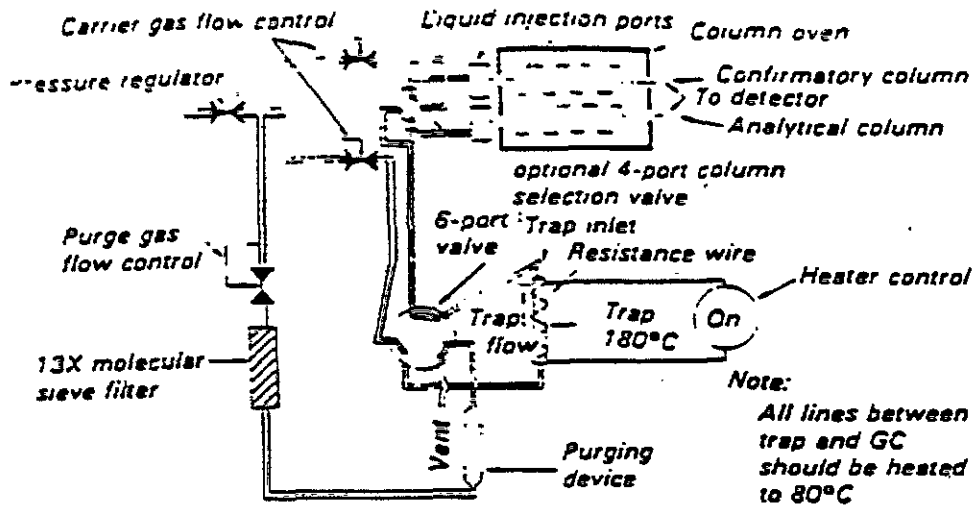 Carrier gas flow control
Liquid injection ports
Column oven
Confirmatory column
To detector
Analytical column
pressure regulator
optional 4-port column
selection valve
6-port
valve
Trap inlet
Resistance wire
Purge gas
flow control
Heater control
Trap
flow
Trap
180°C
On
13X molecular
sieve filter
Note:
All lines between
trap and GC
should be heated
to 80°C
Vent
Purging
device